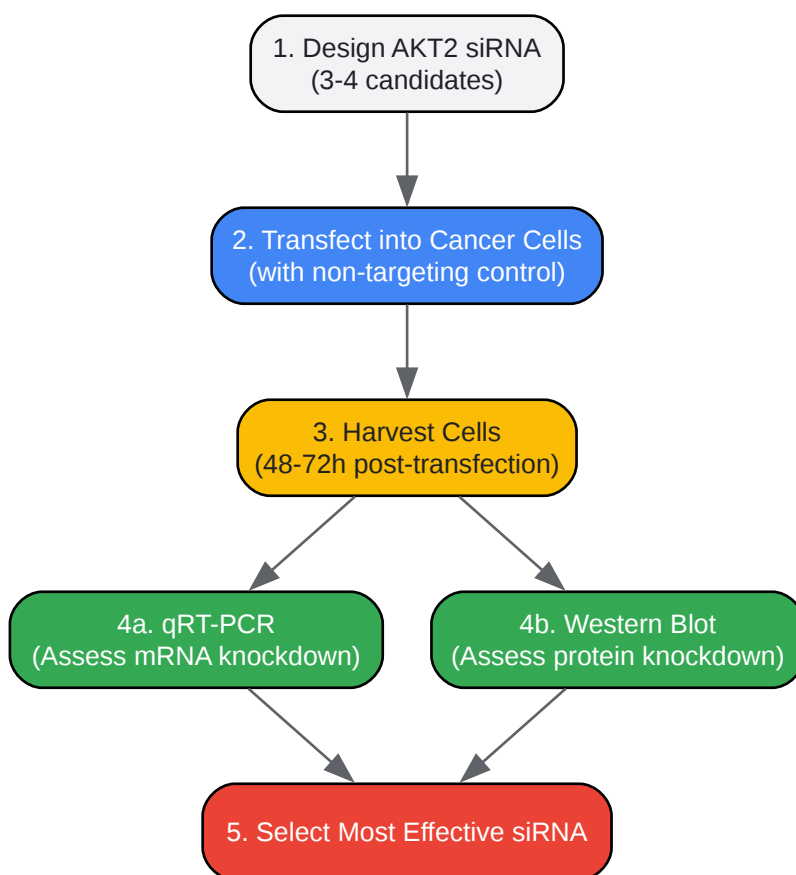 1. Design AKT2 siRNA
(3-4 candidates)
2. Transfect into Cancer Cells
(with non-targeting control)
3. Harvest Cells
(48-72h post-transfection)
4a. qRT-PCR
(Assess mRNA knockdown)
4b. Western Blot
(Assess protein knockdown)
5. Select Most Effective siRNA